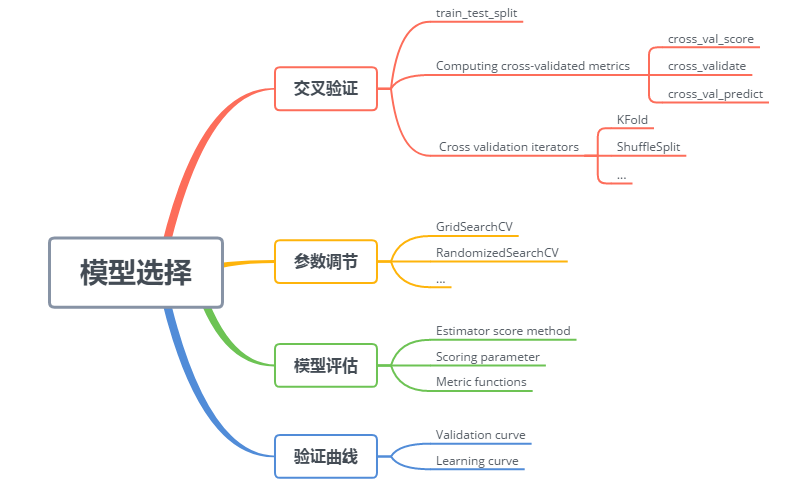 模型选择
交叉验证
train_test_split
Computing cross-validated metrics
cross_val_score
cross_validate
cross_val_predict
Cross validation iterators
KFold
ShuffleSplit
...
参数调节
GridSearchCV
RandomizedSearchCV
...
模型评估
Estimator score method
Scoring parameter
Metric functions
验证曲线
Validation curve
Learning curve